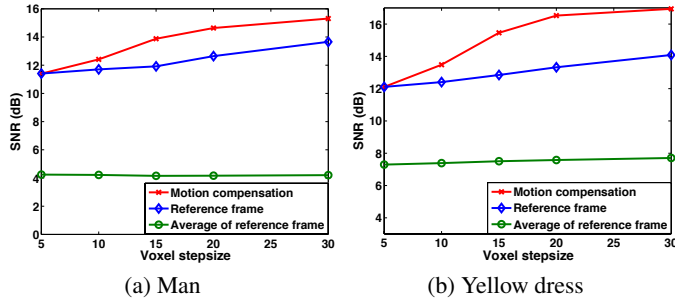 16
14
12
10
8
6
4
2
0
SNR (dB)
5 10 15 20 25 30
Voxel stepsize
Motion compensation
Reference frame
Average of reference frame
(a) Man
16
14
12
10
8
6
4
SNR (dB)
5 10 15 20 25 30
Voxel stepsize
Motion compensation
Reference frame
Average of reference frame
(b) Yellow dress